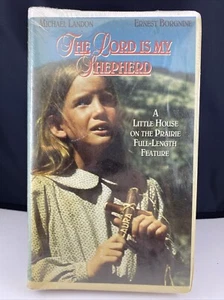 MICHAEL LANDON ERNEST BORGNINE
THE LORD IS MY
SHEPHERD
A
LITTLE HOUSE
ON THE PRAIRIE
FULL-LENGTH
FEATURE